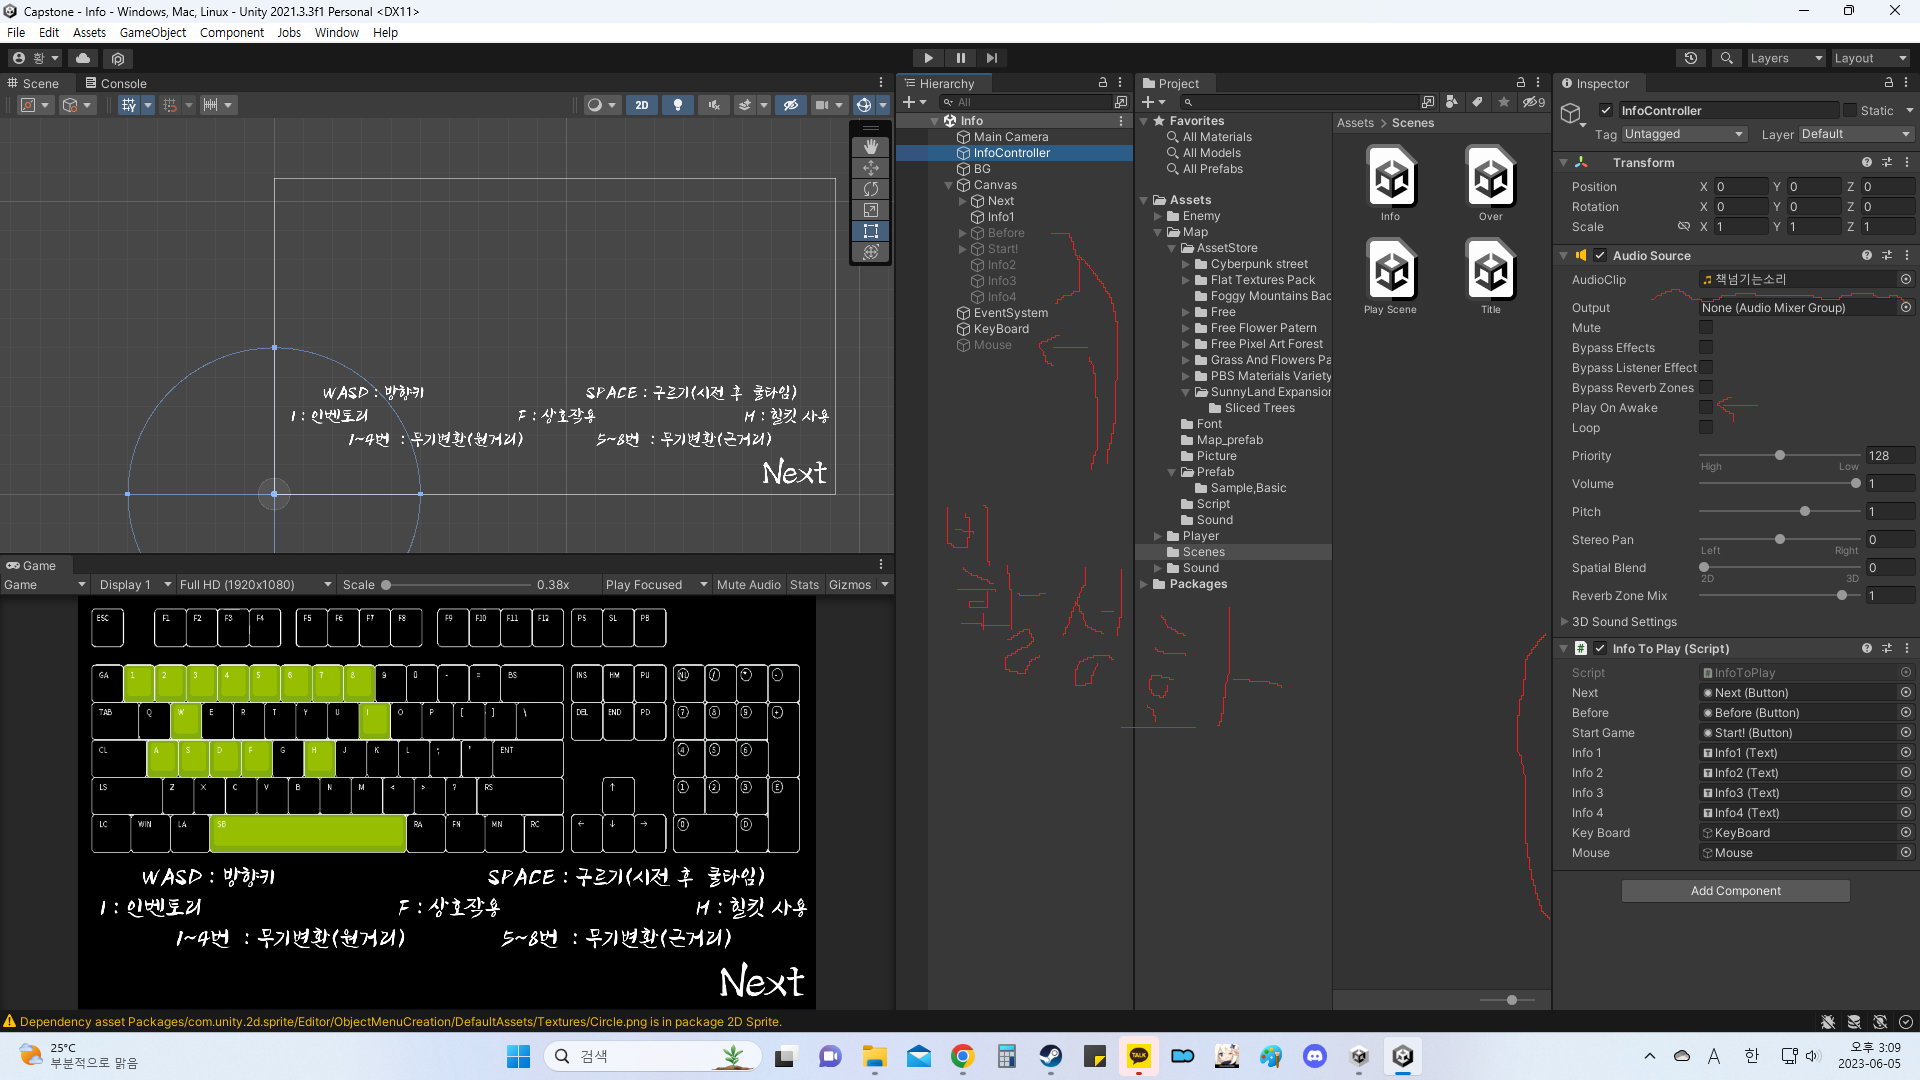 Capstone - Info - Windows, Mac, Linux - Unity 2021.3.3f1 Personal <DX11>
File Edit Assets GameObject Component Jobs Window Help
황
Layers Layout
Scene Console
2D
WASD : 방향키 SPACE : 구르기(시전 후 쿨타임)
I : 인벤토리 F : 상호작용 H : 힐킷 사용
1~4번 : 무기변환(원거리) 5~8번 : 무기변환(근거리)
Next
Game
Game Display 1 Full HD (1920x1080) Scale 0.38x Play Focused Mute Audio Stats Gizmos
ESC F1 F2 F3 F4 F5 F6 F7 F8 F9 F10 F11 F12 PS SL PB
GA 1 2 3 4 5 6 7 8 9 0 - = BS INS HM PU NL / * -
TAB Q W E R T Y U I O P [ ] \ DEL END PD 7 8 9 +
CL A S D F G H J K L ; ' ENT 4 5 6
LS Z X C V B N M < > ? RS ↑ 1 2 3 E
LC WIN LA SB RA FN MN RC ← ↓ → 0 D
WASD : 방향키 SPACE : 구르기(시전 후 쿨타임)
I : 인벤토리 F : 상호작용 H : 힐킷 사용
1~4번 : 무기변환(원거리) 5~8번 : 무기변환(근거리)
Next
Hierarchy
All
Info
Main Camera
InfoController
BG
Canvas
Next
Info1
Before
Start!
Info2
Info3
Info4
EventSystem
KeyBoard
Mouse
Project
9
Favorites
All Materials
All Models
All Prefabs
Assets
Enemy
Map
AssetStore
Cyberpunk street
Flat Textures Pack
Foggy Mountains Bac
Free
Free Flower Patern
Free Pixel Art Forest
Grass And Flowers Pa
PBS Materials Variety
SunnyLand Expansion
Sliced Trees
Font
Map_prefab
Picture
Prefab
Sample,Basic
Script
Sound
Player
Scenes
Sound
Packages
Assets > Scenes
Info Over
Play Scene Title
Inspector
InfoController Static
Tag Untagged Layer Default
Transform
Position X 0 Y 0 Z 0
Rotation X 0 Y 0 Z 0
Scale X 1 Y 1 Z 1
Audio Source
AudioClip 책넘기는소리
Output None (Audio Mixer Group)
Mute
Bypass Effects
Bypass Listener Effect
Bypass Reverb Zones
Play On Awake
Loop
Priority 128
High Low
Volume 1
Pitch 1
Stereo Pan 0
Left Right
Spatial Blend 0
2D 3D
Reverb Zone Mix 1
3D Sound Settings
Info To Play (Script)
Script InfoToPlay
Next Next (Button)
Before Before (Button)
Start Game Start! (Button)
Info 1 Info1 (Text)
Info 2 Info2 (Text)
Info 3 Info3 (Text)
Info 4 Info4 (Text)
Key Board KeyBoard
Mouse Mouse
Add Component
Dependency asset Packages/com.unity.2d.sprite/Editor/ObjectMenuCreation/DefaultAssets/Textures/Circle.png is in package 2D Sprite.
25°C
부분적으로 맑음
검색
TALK
A 한
오후 3:09
2023-06-05